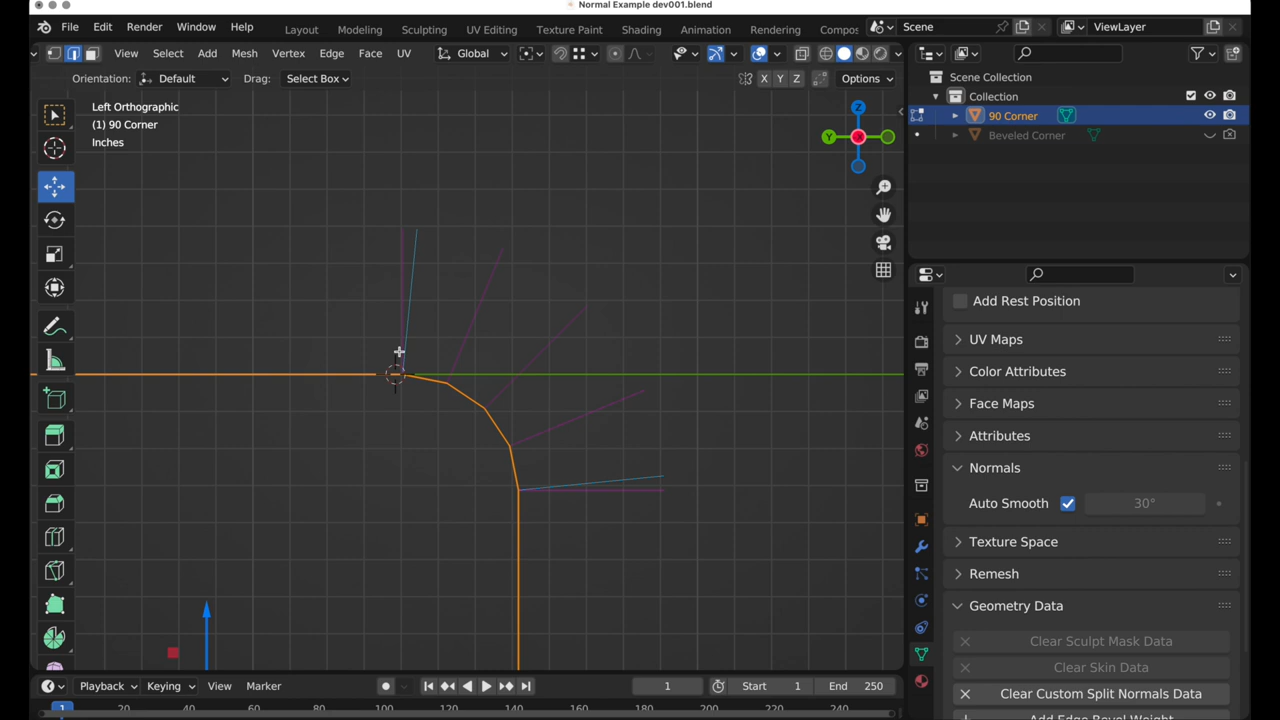 Normal Example dev001.blend
File Edit Render Window Help Layout Modeling Sculpting UV Editing Texture Paint Shading Animation Rendering Compos Scene ViewLayer
View Select Add Mesh Vertex Edge Face UV Global
Orientation: Default Drag: Select Box X Y Z Options
Left Orthographic
(1) 90 Corner
Inches
Z
Y
X
Scene Collection
Collection
90 Corner
Beveled Corner
Add Rest Position
UV Maps
Color Attributes
Face Maps
Attributes
Normals
Auto Smooth 30°
Texture Space
Remesh
Geometry Data
Clear Sculpt Mask Data
Clear Skin Data
Clear Custom Split Normals Data
Playback Keying View Marker 1 Start 1 End 250
1 20 40 60 80 100 120 140 160 180 200 220 240